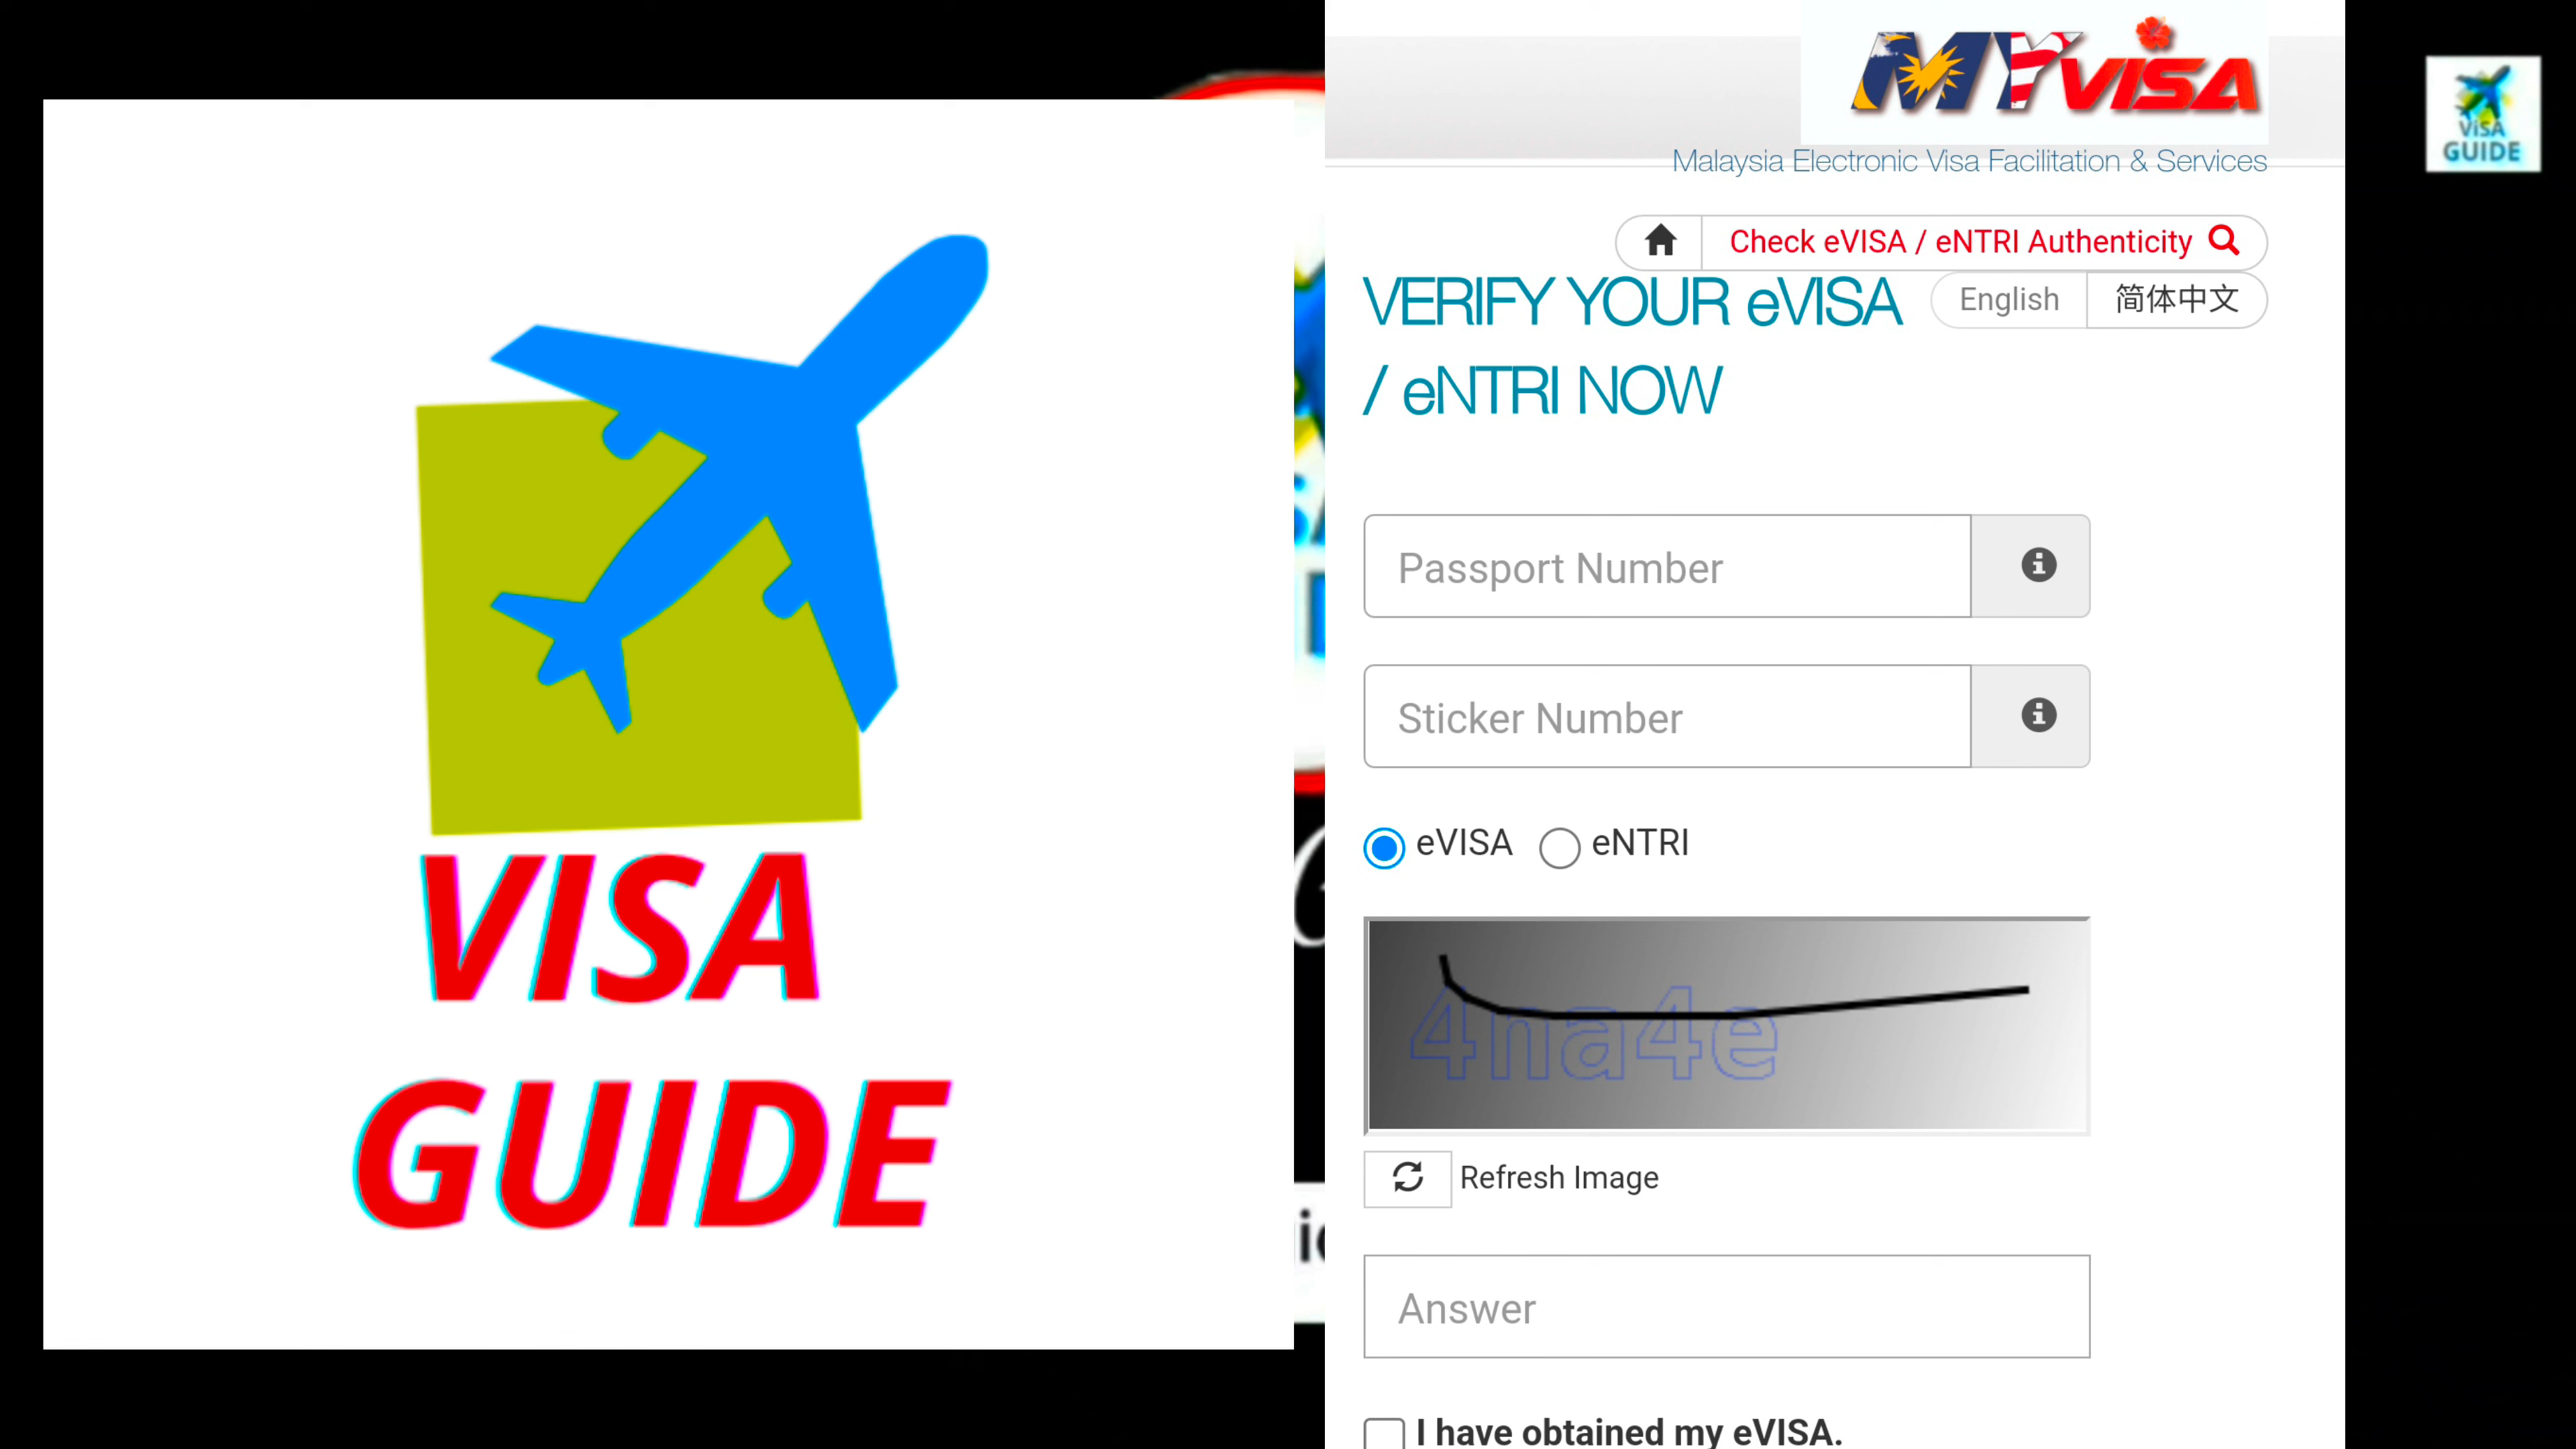 VISA
GUIDE
MYVISA
Malaysia Electronic Visa Facilitation & Services
Check eVISA / eNTRI Authenticity
VERIFY YOUR eVISA
/ eNTRI NOW
English 简体中文
Passport Number
Sticker Number
eVISA eNTRI
4na4e
Refresh Image
Answer
I have obtained my eVISA.
ViSA
GUIDE